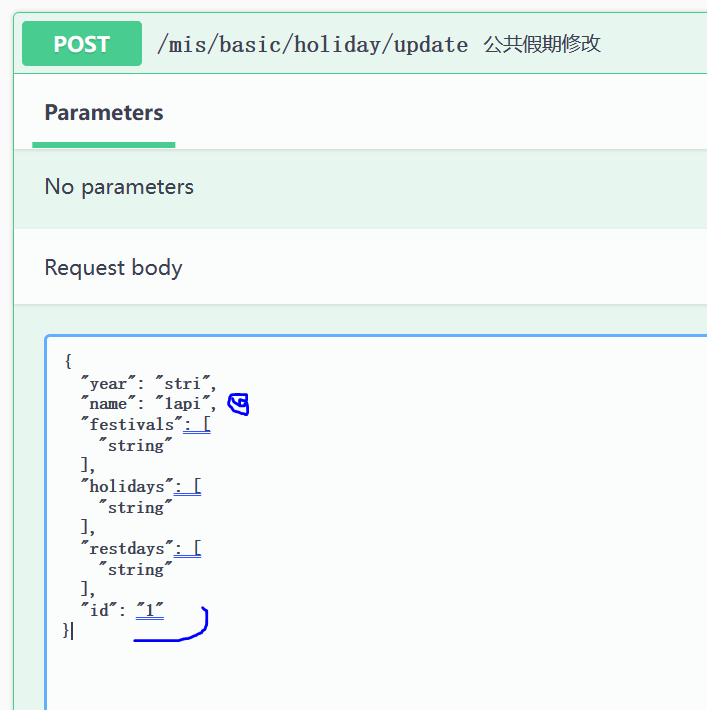 POST /mis/basic/holiday/update 公共假期修改
Parameters
No parameters
Request body
{
"year": "stri",
"name": "1api",
"festivals": [
"string"
],
"holidays": [
"string"
],
"restdays": [
"string"
],
"id": "1"
}